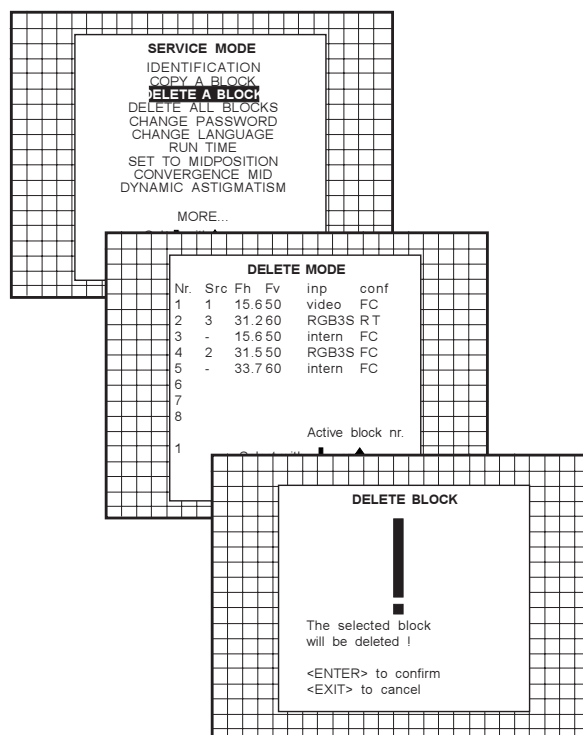 SERVICE MODE
IDENTIFICATION
COPY A BLOCK
DELETE A BLOCK
DELETE ALL BLOCKS
CHANGE PASSWORD
CHANGE LANGUAGE
RUN TIME
SET TO MIDPOSITION
CONVERGENCE MID
DYNAMIC ASTIGMATISM
MORE...
DELETE MODE
Nr. Src Fh Fv inp conf
1 1 15.6 50 video FC
2 3 31.2 60 RGB3S RT
3 - 15.6 50 intern FC
4 2 31.5 50 RGB3S FC
5 - 33.7 60 intern FC
6
7
8
Active block nr.
1
DELETE BLOCK
!
The selected block
will be deleted !
<ENTER> to confirm
<EXIT> to cancel